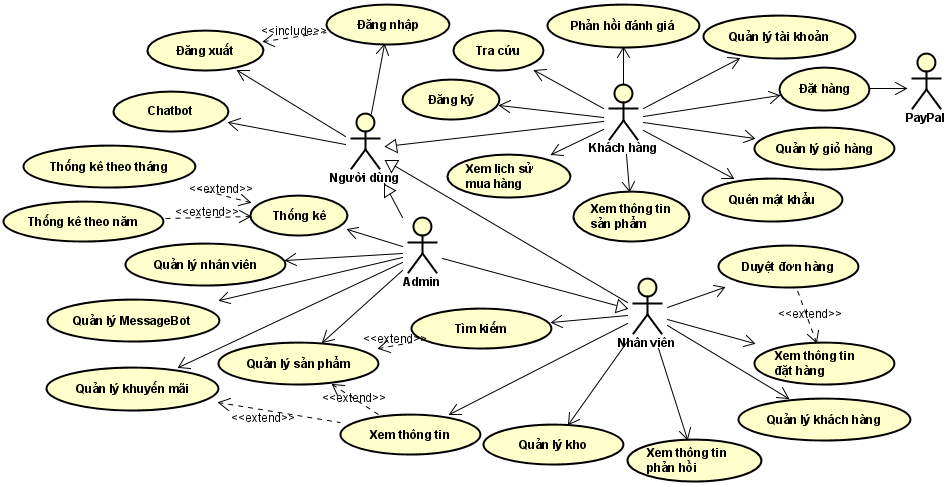 Đăng xuất
<<include>>
Đăng nhập
Phản hồi đánh giá
Quản lý tài khoản
Tra cứu
Đăng ký
Đặt hàng
PayPal
Chatbot
Khách hàng
Quản lý giỏ hàng
Người dùng
Thống kê theo tháng
<<extend>>
Thống kê theo năm
<<extend>>
Thống kê
Xem lịch sử
mua hàng
Xem thông tin
sản phẩm
Quên mật khẩu
Quản lý nhân viên
Admin
Duyệt đơn hàng
Quản lý MessageBot
Tìm kiếm
<<extend>>
Nhân viên
<<extend>>
Quản lý sản phẩm
Xem thông tin
đặt hàng
Quản lý khuyến mãi
<<extend>>
<<extend>>
Xem thông tin
Quản lý kho
Xem thông tin
phản hồi
Quản lý khách hàng